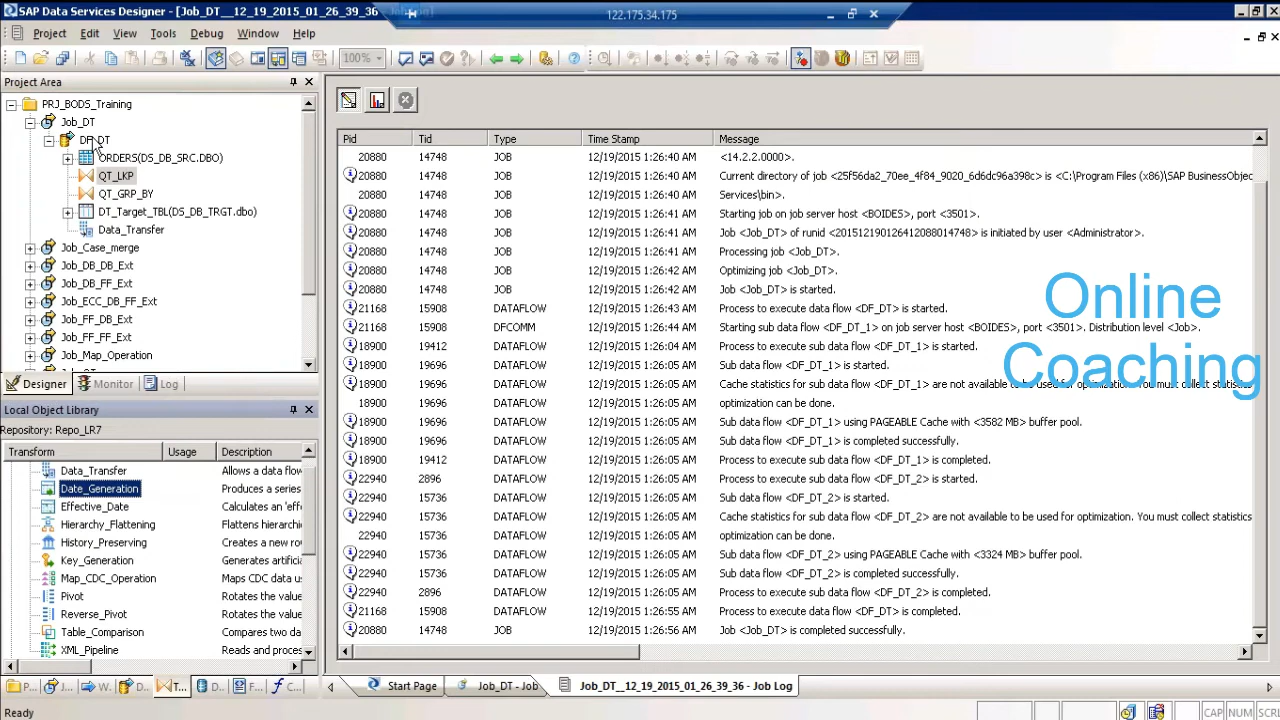 SAP Data Services Designer - [Job_DT__12_19_2015_01_26_39_36
122.175.34.175
Project Edit View Tools Debug Window Help
100%
Project Area
PRJ_BODS_Training
Job_DT
DF_DT
ORDERS(DS_DB_SRC.DBO)
QT_LKP
QT_GRP_BY
DT_Target_TBL(DS_DB_TRGT.dbo)
Data_Transfer
Job_Case_merge
Job_DB_DB_Ext
Job_DB_FF_Ext
Job_ECC_DB_FF_Ext
Job_FF_DB_Ext
Job_FF_FF_Ext
Job_Map_Operation
Designer Monitor Log
Local Object Library
Repository: Repo_LR7
Transform Usage Description
Data_Transfer Allows a data flow
Date_Generation Produces a series
Effective_Date Calculates an 'effe
Hierarchy_Flattening Flattens hierarchic
History_Preserving Creates a new ro
Key_Generation Generates artificia
Map_CDC_Operation Maps CDC data u
Pivot Rotates the value
Reverse_Pivot Rotates the value
Table_Comparison Compares two da
XML_Pipeline Reads and proces
P... J... W... D... T... D... F... C...
Pid Tid Type Time Stamp Message
20880 14748 JOB 12/19/2015 1:26:40 AM <14.2.2.0000>.
20880 14748 JOB 12/19/2015 1:26:40 AM Current directory of job <25f56da2_70ee_4f84_9020_6d6dc96a398c> is <C:\Program Files (x86)\SAP BusinessObjec
20880 14748 JOB 12/19/2015 1:26:40 AM Services\bin>.
20880 14748 JOB 12/19/2015 1:26:41 AM Starting job on job server host <BOIDES>, port <3501>.
20880 14748 JOB 12/19/2015 1:26:41 AM Job <Job_DT> of runid <201512190126412088014748> is initiated by user <Administrator>.
20880 14748 JOB 12/19/2015 1:26:41 AM Processing job <Job_DT>.
20880 14748 JOB 12/19/2015 1:26:42 AM Optimizing job <Job_DT>.
20880 14748 JOB 12/19/2015 1:26:42 AM Job <Job_DT> is started.
21168 15908 DATAFLOW 12/19/2015 1:26:43 AM Process to execute data flow <DF_DT> is started.
21168 15908 DFCOMM 12/19/2015 1:26:44 AM Starting sub data flow <DF_DT_1> on job server host <BOIDES>, port <3501>. Distribution level <Job>.
18900 19412 DATAFLOW 12/19/2015 1:26:04 AM Process to execute sub data flow <DF_DT_1> is started.
18900 19696 DATAFLOW 12/19/2015 1:26:05 AM Sub data flow <DF_DT_1> is started.
18900 19696 DATAFLOW 12/19/2015 1:26:05 AM Cache statistics for sub data flow <DF_DT_1> are not available to be used for optimization. You must collect statistics
18900 19696 DATAFLOW 12/19/2015 1:26:05 AM optimization can be done.
18900 19696 DATAFLOW 12/19/2015 1:26:05 AM Sub data flow <DF_DT_1> using PAGEABLE Cache with <3582 MB> buffer pool.
18900 19696 DATAFLOW 12/19/2015 1:26:05 AM Sub data flow <DF_DT_1> is completed successfully.
18900 19412 DATAFLOW 12/19/2015 1:26:05 AM Process to execute sub data flow <DF_DT_1> is completed.
22940 2896 DATAFLOW 12/19/2015 1:26:05 AM Process to execute sub data flow <DF_DT_2> is started.
22940 15736 DATAFLOW 12/19/2015 1:26:05 AM Sub data flow <DF_DT_2> is started.
22940 15736 DATAFLOW 12/19/2015 1:26:05 AM Cache statistics for sub data flow <DF_DT_2> are not available to be used for optimization. You must collect statistics
22940 15736 DATAFLOW 12/19/2015 1:26:05 AM optimization can be done.
22940 15736 DATAFLOW 12/19/2015 1:26:05 AM Sub data flow <DF_DT_2> using PAGEABLE Cache with <3324 MB> buffer pool.
22940 15736 DATAFLOW 12/19/2015 1:26:05 AM Sub data flow <DF_DT_2> is completed successfully.
22940 2896 DATAFLOW 12/19/2015 1:26:05 AM Process to execute sub data flow <DF_DT_2> is completed.
21168 15908 DATAFLOW 12/19/2015 1:26:55 AM Process to execute data flow <DF_DT> is completed.
20880 14748 JOB 12/19/2015 1:26:56 AM Job <Job_DT> is completed successfully.
Online
Coaching
Start Page Job_DT - Job Job_DT__12_19_2015_01_26_39_36 - Job Log
CAP NUM SCRL